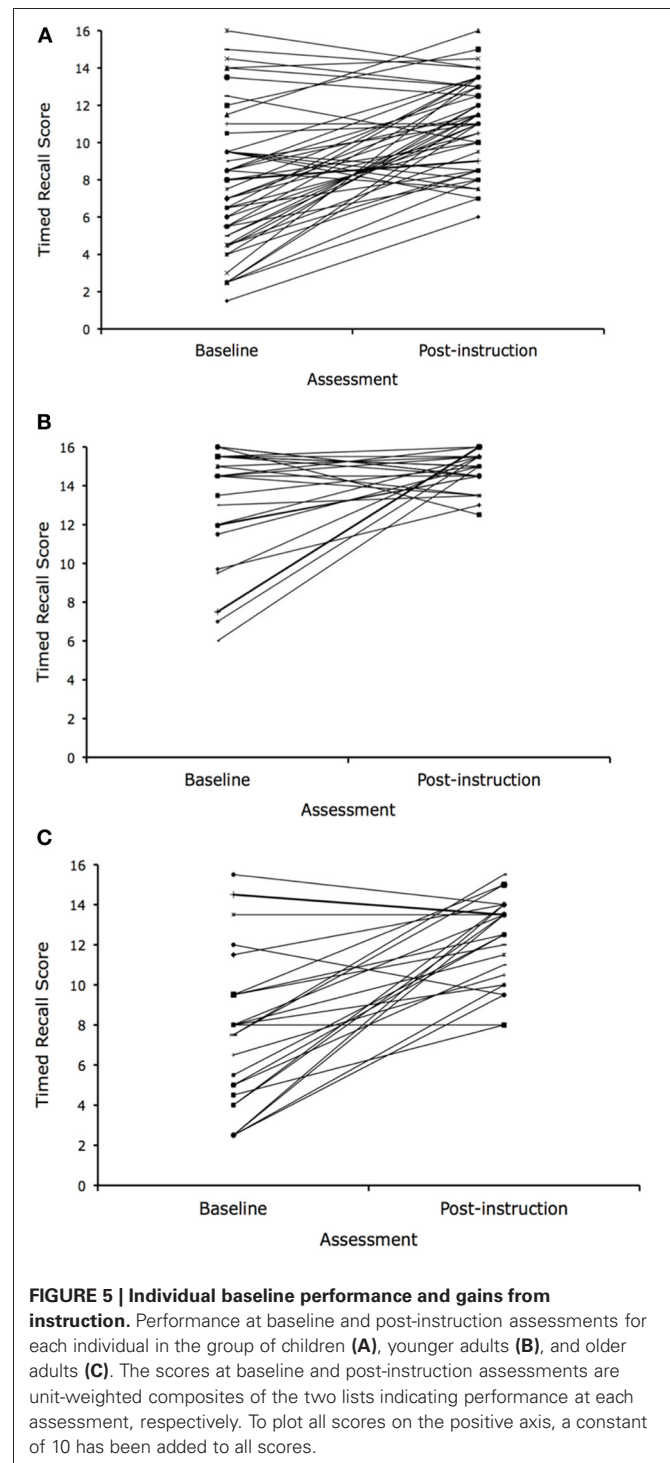 A
16
14
12
10
8
6
4
2
0
Timed Recall Score
Baseline Post-instruction
Assessment
B
16
14
12
10
8
6
4
2
0
Timed Recall Score
Baseline Post-instruction
Assessment
C
16
14
12
10
8
6
4
2
0
Timed Recall Score
Baseline Post-instruction
Assessment
FIGURE 5 | Individual baseline performance and gains from
instruction. Performance at baseline and post-instruction assessments for
each individual in the group of children (A), younger adults (B), and older
adults (C). The scores at baseline and post-instruction assessments are
unit-weighted composites of the two lists indicating performance at each
assessment, respectively. To plot all scores on the positive axis, a constant
of 10 has been added to all scores.